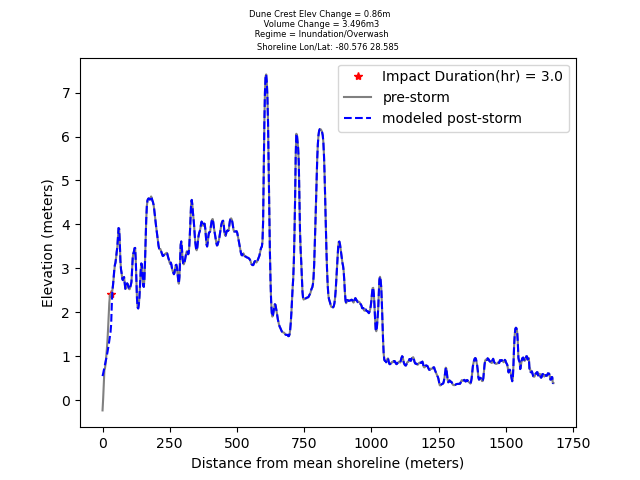 Dune Crest Elev Change = 0.86m
Volume Change = 3.496m3
Regime = Inundation/Overwash
Shoreline Lon/Lat: -80.576 28.585
Impact Duration(hr) = 3.0
pre-storm
modeled post-storm
Elevation (meters)
7
6
5
4
3
2
1
0
0 250 500 750 1000 1250 1500 1750
Distance from mean shoreline (meters)